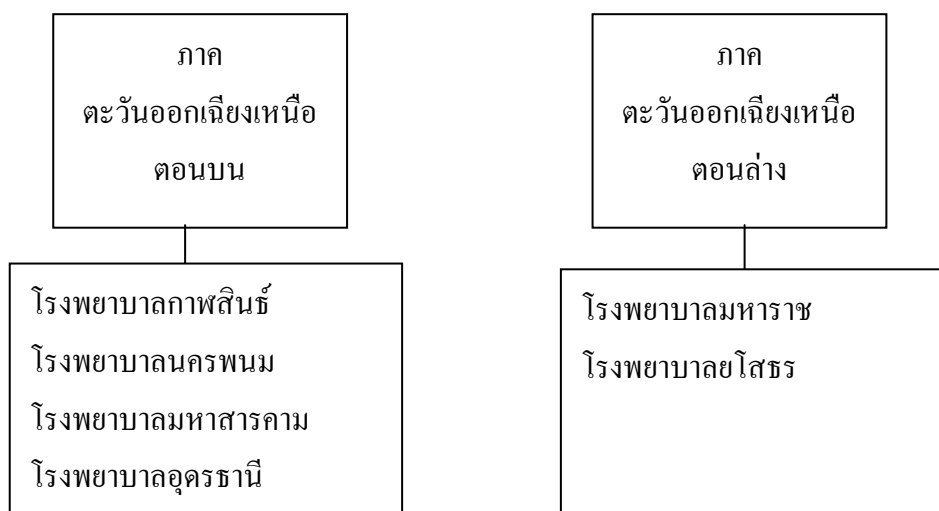 ภาค
ตะวันออกเฉียงเหนือ
ตอนบน
โรงพยาบาลกาฬสินธ์
โรงพยาบาลนครพนม
โรงพยาบาลมหาสารคาม
โรงพยาบาลอุดรธานี
ภาค
ตะวันออกเฉียงเหนือ
ตอนล่าง
โรงพยาบาลมหาราช
โรงพยาบาลยโสธร